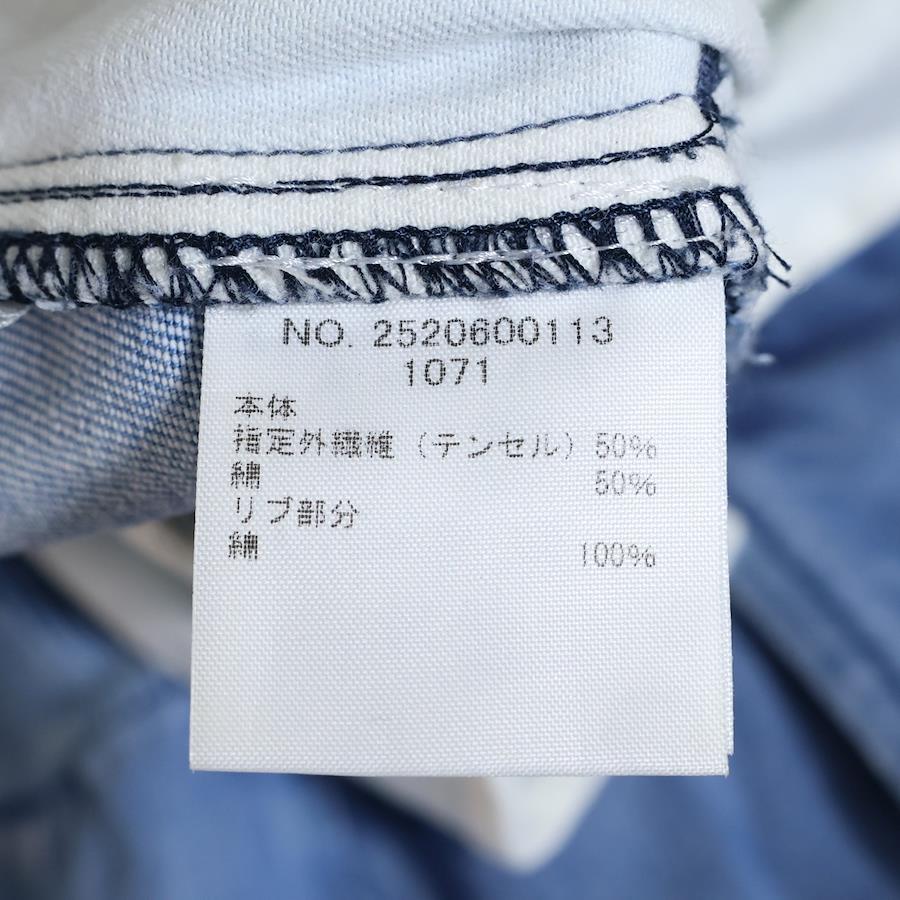 NO. 2520600113
1071
本体
指定外繊維（テンセル） 50%
綿 50%
リブ部分
綿 100%